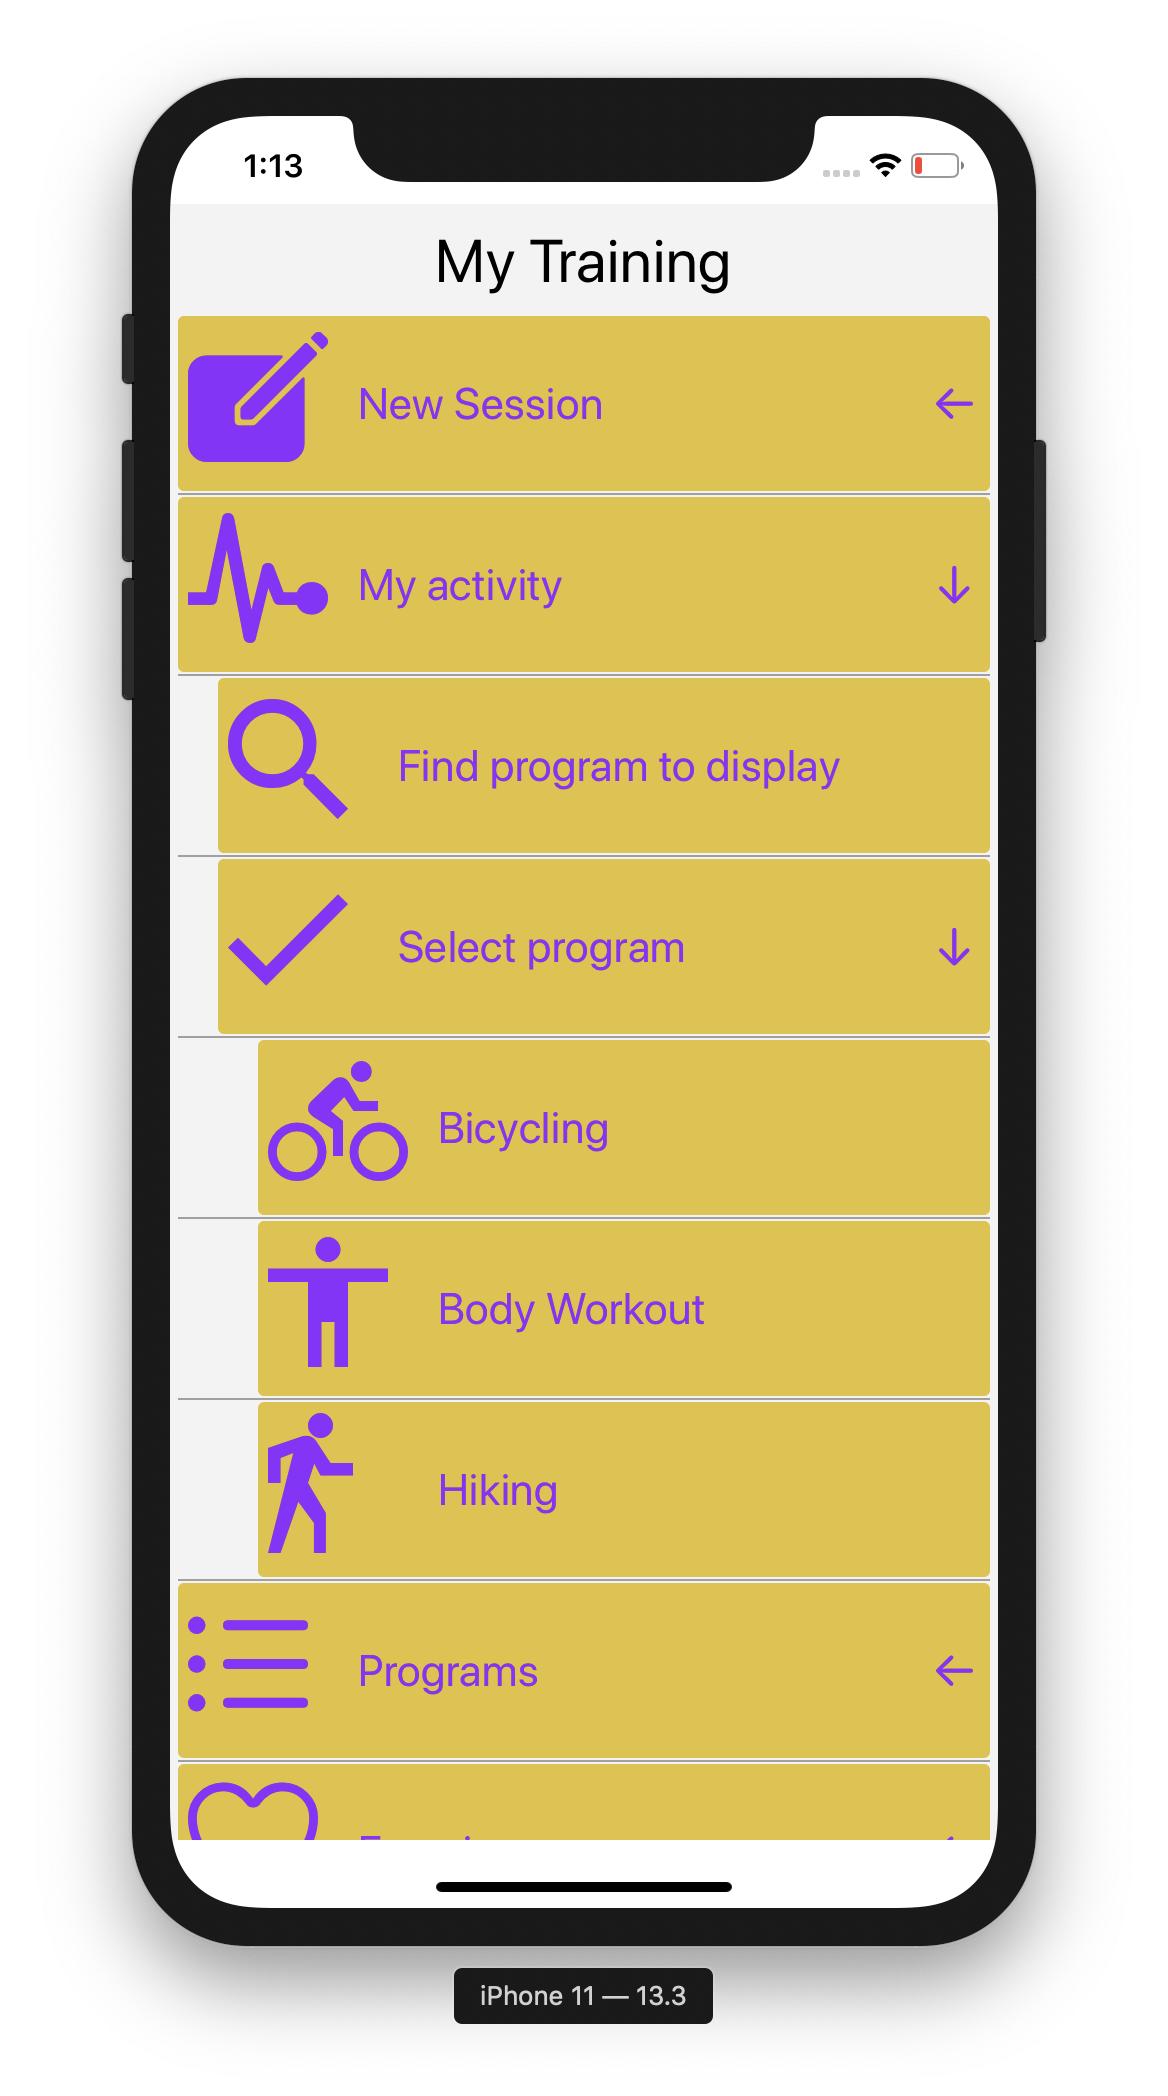 1:13
My Training
New Session
My activity
Find program to display
Select program
Bicycling
Body Workout
Hiking
Programs
iPhone 11 — 13.3